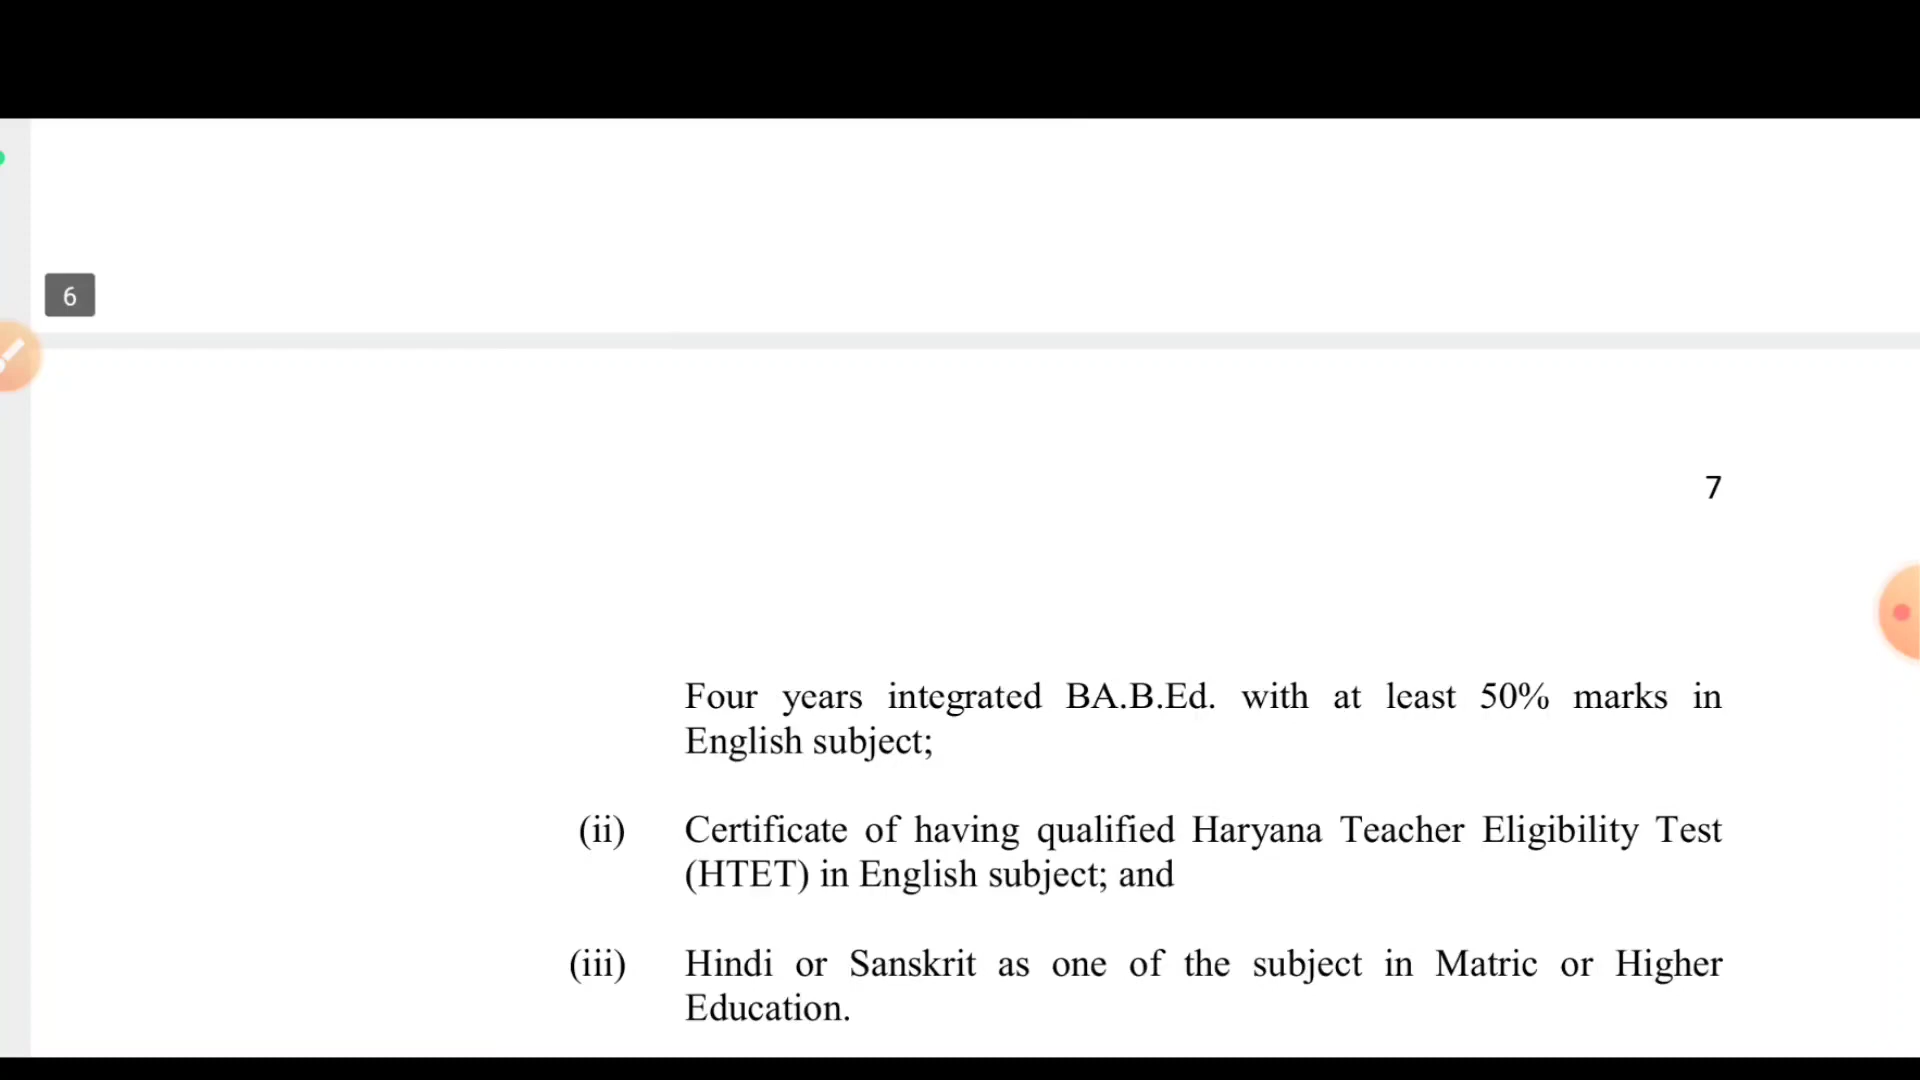 6
7
Four years integrated BA.B.Ed. with at least 50% marks in
English subject;
(ii) Certificate of having qualified Haryana Teacher Eligibility Test
(HTET) in English subject; and
(iii) Hindi or Sanskrit as one of the subject in Matric or Higher
Education.